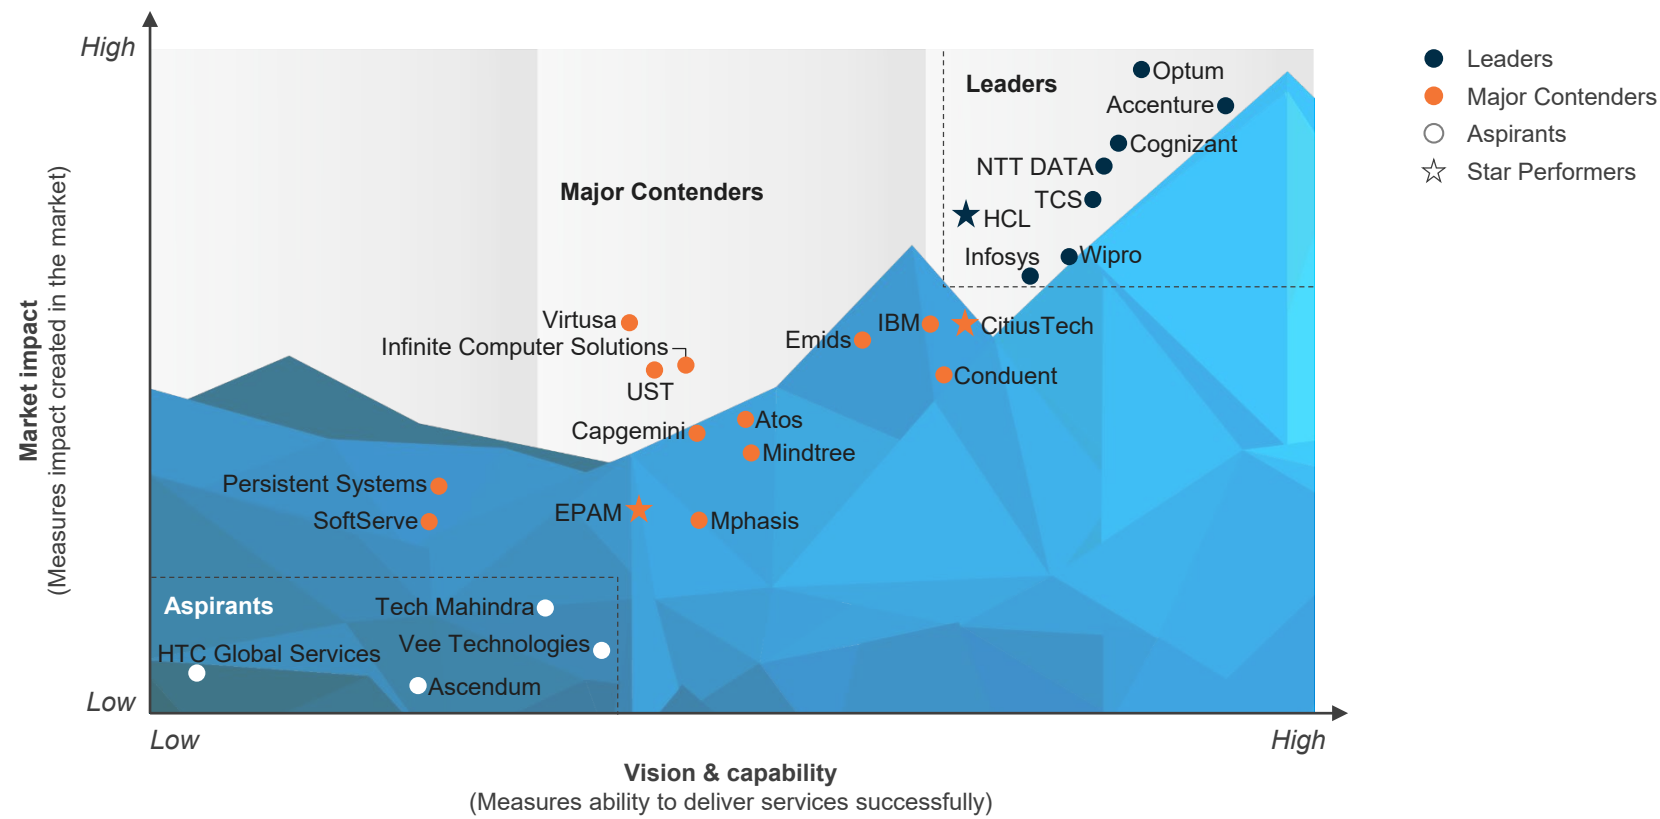 High
Leaders
Optum
Accenture
Cognizant
NTT DATA
TCS
HCL
Infosys
Wipro
Major Contenders
Virtusa
Infinite Computer Solutions
UST
Emids
IBM
CitiusTech
Conduent
Capgemini
Atos
Mindtree
Persistent Systems
SoftServe
EPAM
Mphasis
Aspirants
Tech Mahindra
Vee Technologies
HTC Global Services
Ascendum
Low
Low
High
Vision & capability
(Measures ability to deliver services successfully)
Market impact
(Measures impact created in the market)
Leaders
Major Contenders
Aspirants
Star Performers